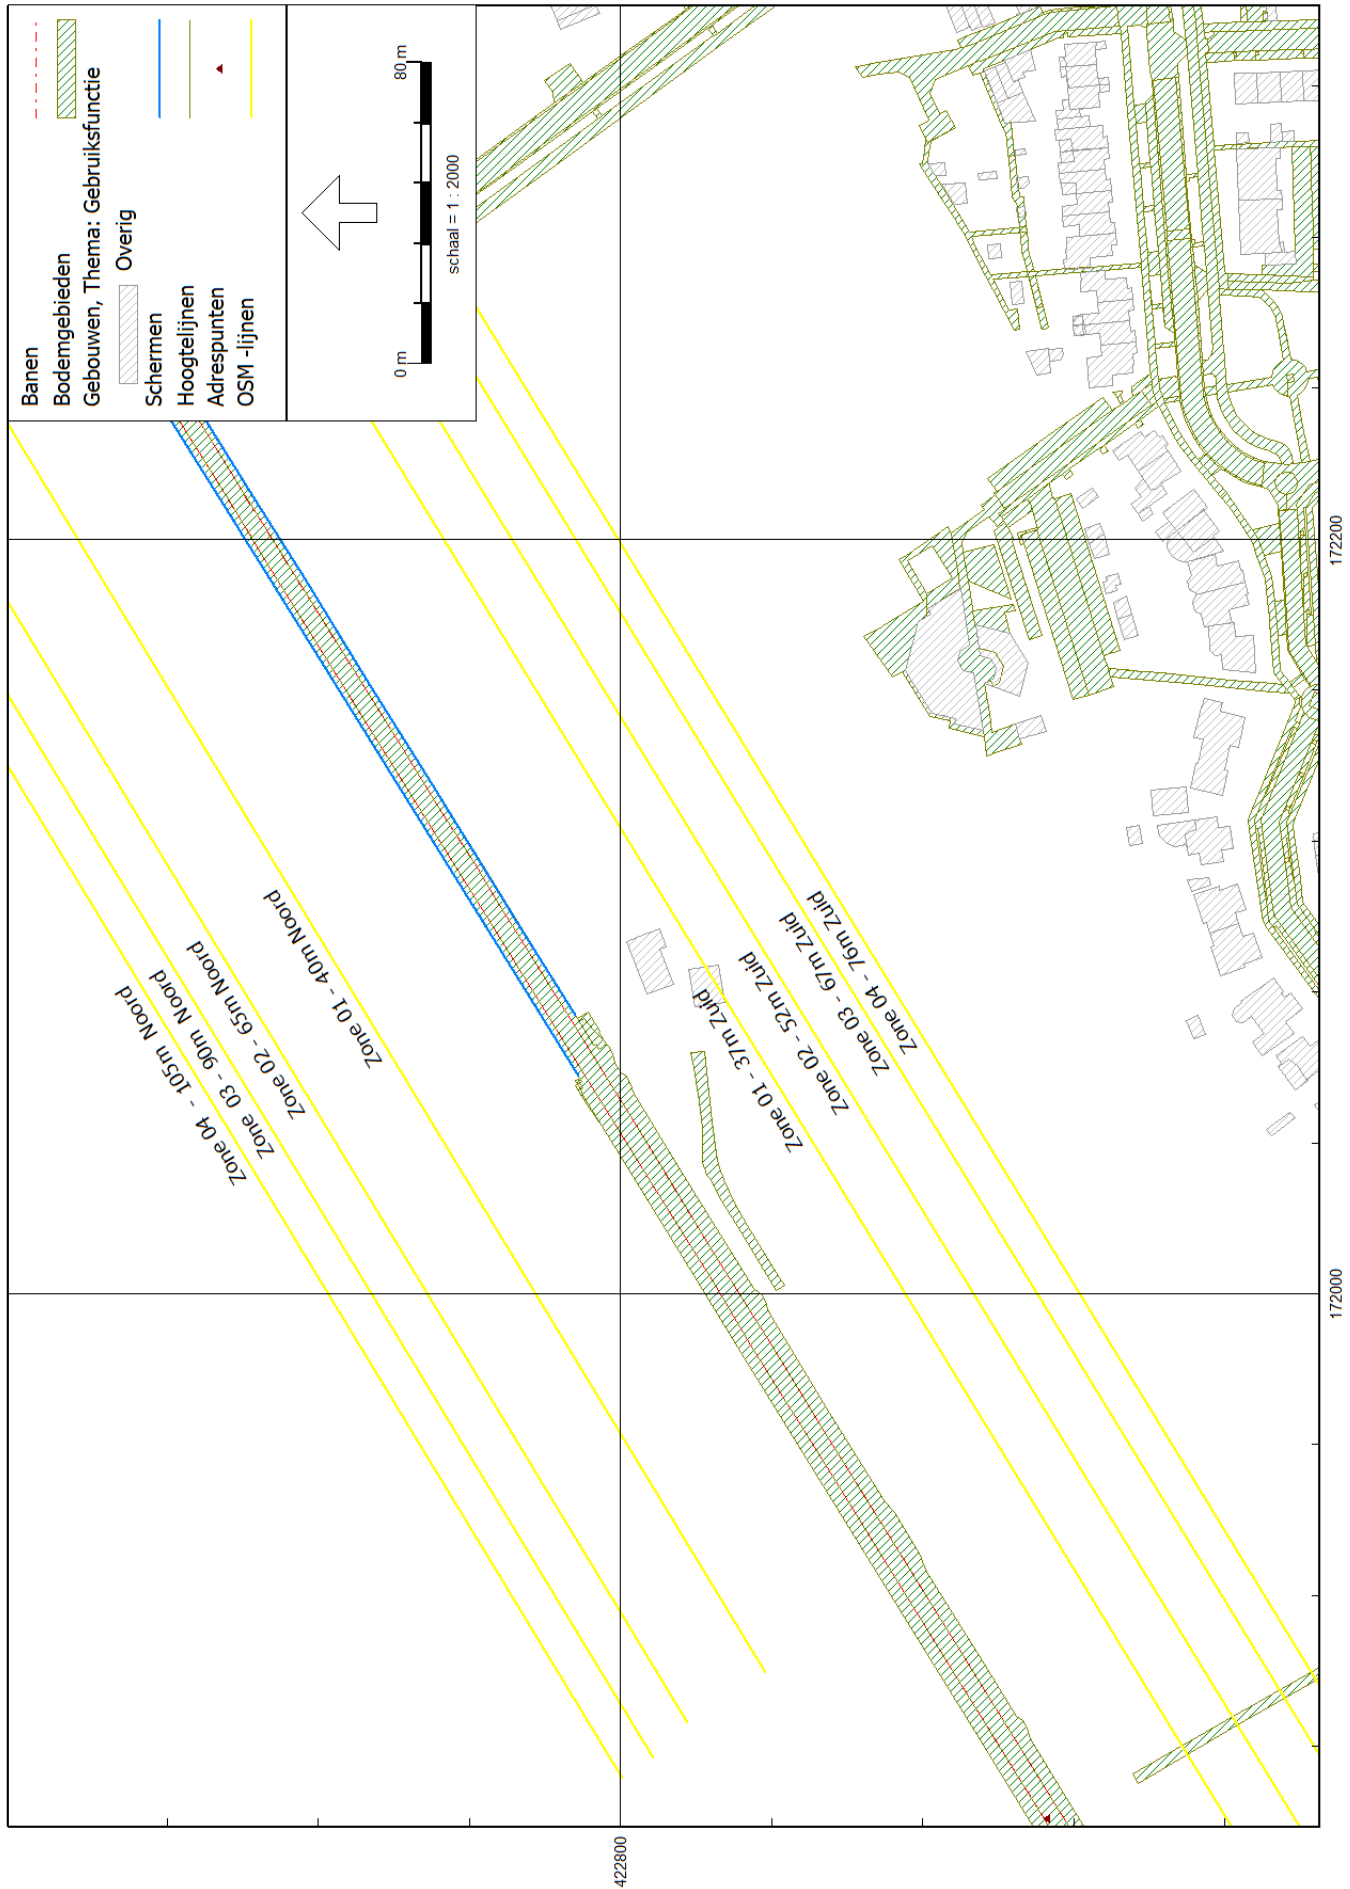 Banen
Bodemgebieden
Gebouwen, Thema: Gebruiksfunctie
Overig
Schermen
Hoogtelijnen
Adrespunten
OSM -lijnen
0 m
80 m
schaal = 1 : 2000
Zone 04 - 105m Noord
Zone 03 - 90m Noord
Zone 02 - 65m Noord
Zone 01 - 40m Noord
Zone 01 - 37m Zuid
Zone 02 - 52m Zuid
Zone 03 - 67m Zuid
Zone 04 - 76m Zuid
422800
172000
172200